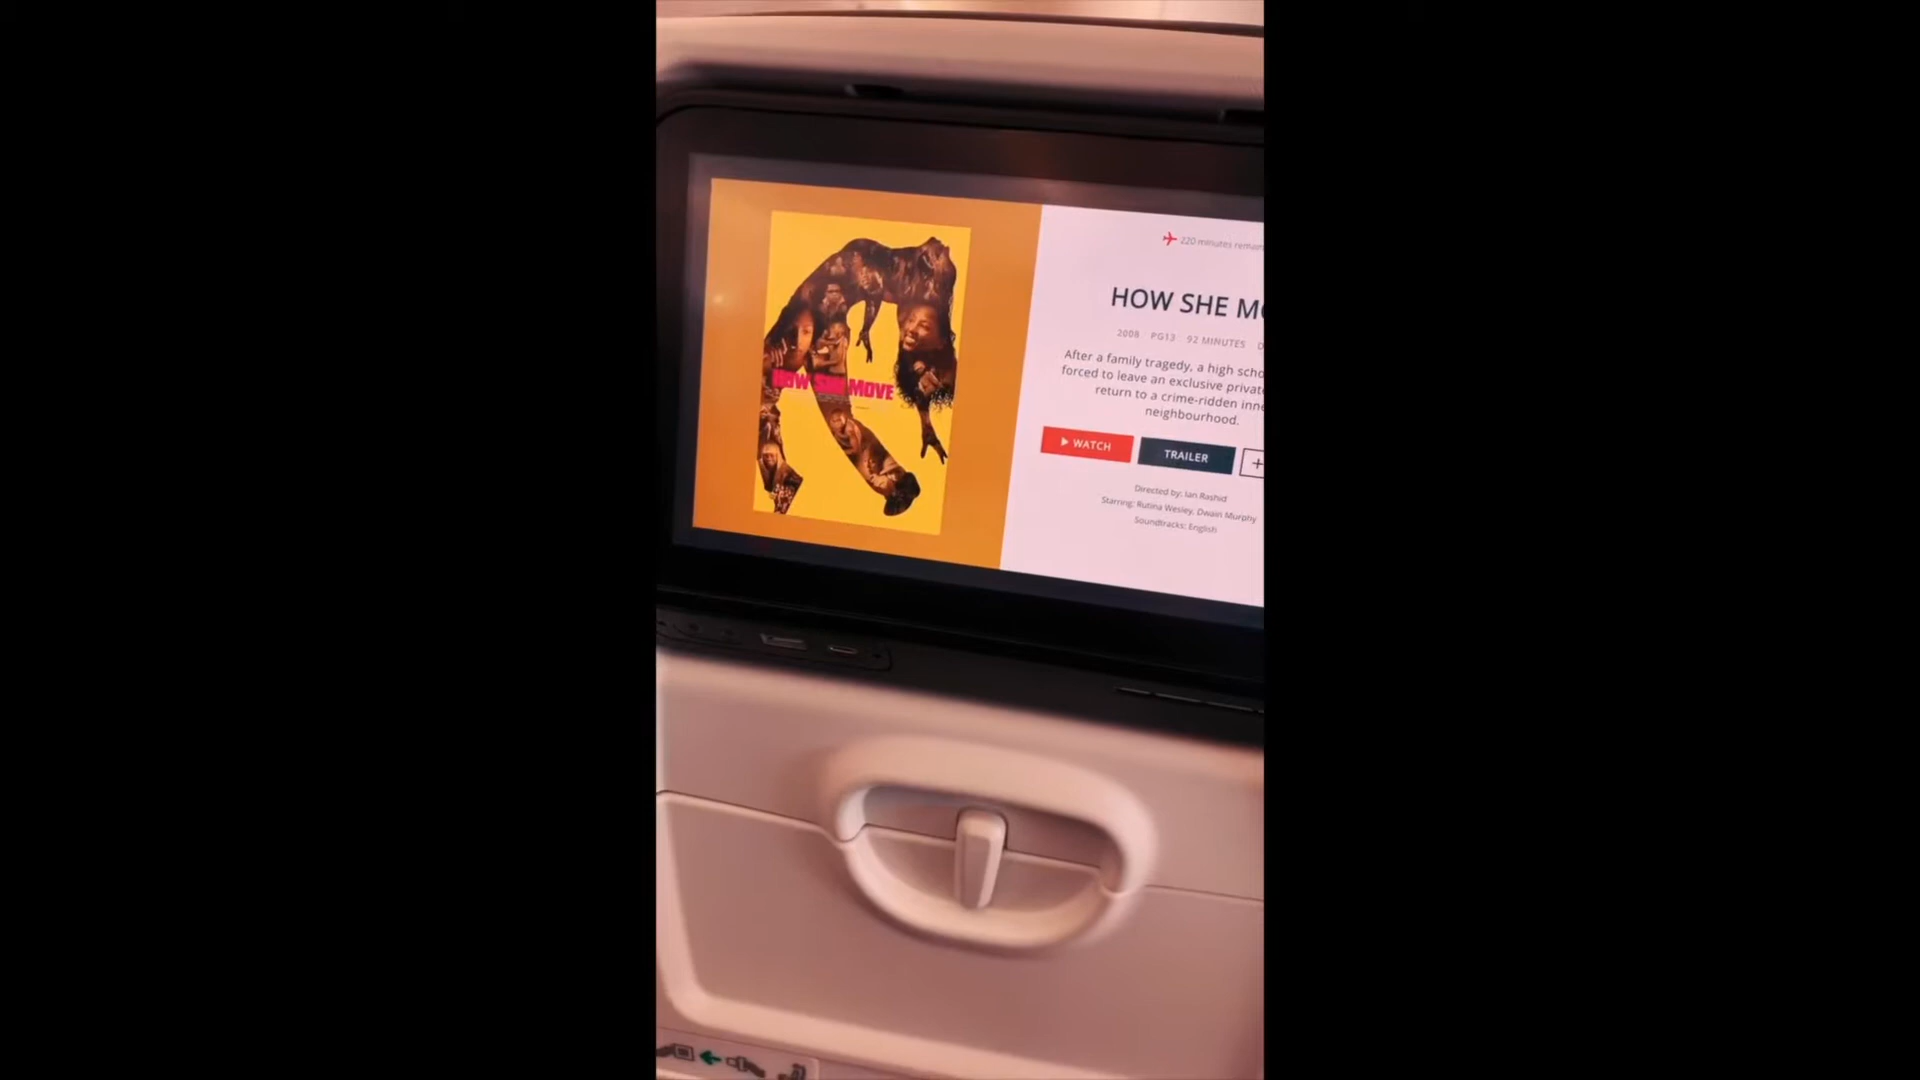 HOW SHE MOVE
220 minutes remain
HOW SHE MO
2008 PG13 92 MINUTES D
After a family tragedy, a high scho
forced to leave an exclusive privat
return to a crime-ridden inne
neighbourhood.
WATCH
TRAILER
+
Directed by: Ian Rashid
Starring: Rutina Wesley, Dwain Murphy
Soundtracks: English